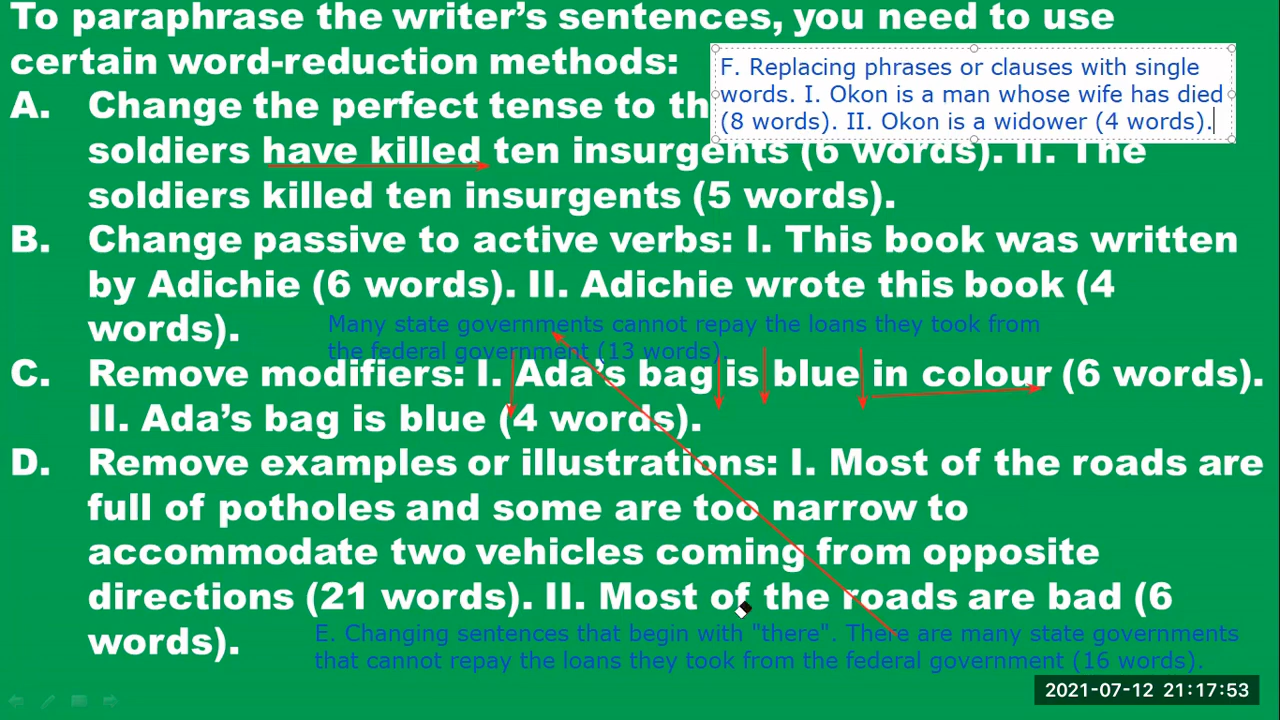 To paraphrase the writer’s sentences, you need to use
certain word-reduction methods:
A. Change the perfect tense to th
soldiers have killed ten insurgents (6 words). II. The
soldiers killed ten insurgents (5 words).
F. Replacing phrases or clauses with single
words. I. Okon is a man whose wife has died
(8 words). II. Okon is a widower (4 words).
B. Change passive to active verbs: I. This book was written
by Adichie (6 words). II. Adichie wrote this book (4
words).
Many state governments cannot repay the loans they took from
the federal government (13 words).
C. Remove modifiers: I. Ada’s bag is blue in colour (6 words).
II. Ada’s bag is blue (4 words).
D. Remove examples or illustrations: I. Most of the roads are
full of potholes and some are too narrow to
accommodate two vehicles coming from opposite
directions (21 words). II. Most of the roads are bad (6
words).
E. Changing sentences that begin with "there". There are many state governments
that cannot repay the loans they took from the federal government (16 words).
2021-07-12 21:17:53